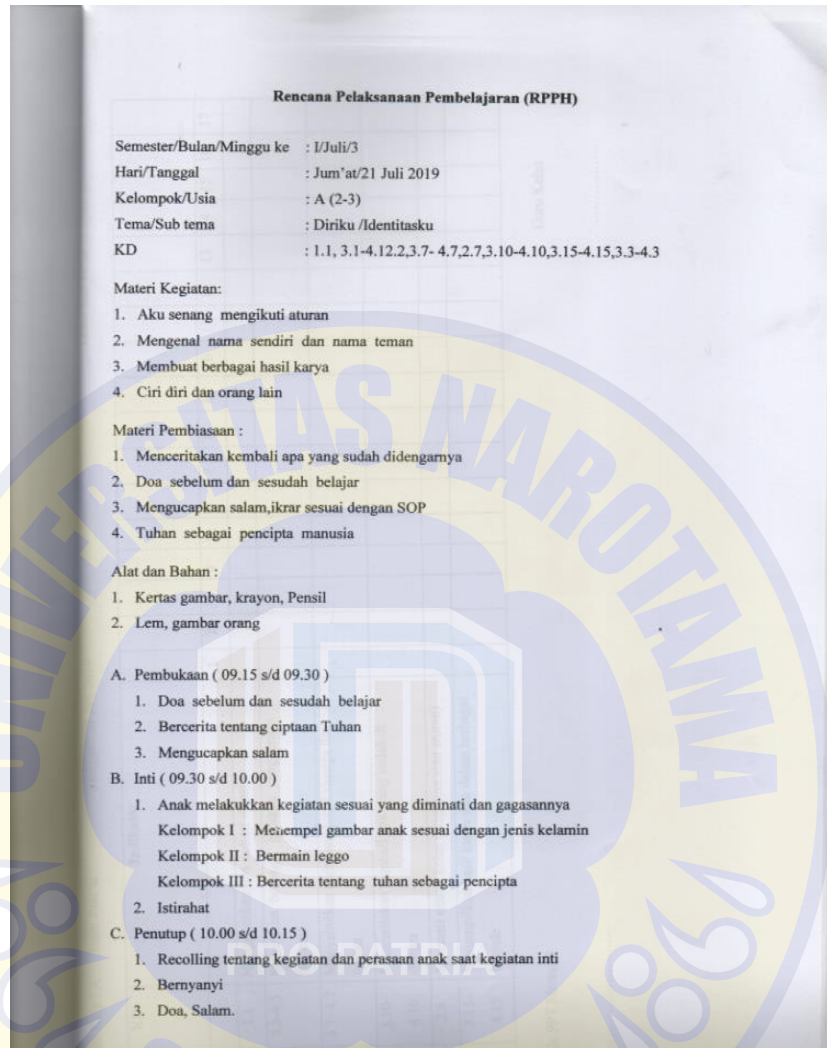 Rencana Pelaksanaan Pembelajaran (RPPH)
Semester/Bulan/Minggu ke : I/Juli/3
Hari/Tanggal : Jum'at/21 Juli 2019
Kelompok/Usia : A (2-3)
Tema/Sub tema : Diriku /Identitasku
KD : 1.1, 3.1-4.12.2,3.7- 4.7,2.7,3.10-4.10,3.15-4.15,3.3-4.3
Materi Kegiatan:
1. Aku senang mengikuti aturan
2. Mengenal nama sendiri dan nama teman
3. Membuat berbagai hasil karya
4. Ciri diri dan orang lain
Materi Pembiasaan :
1. Menceritakan kembali apa yang sudah didengarnya
2. Doa sebelum dan sesudah belajar
3. Mengucapkan salam,ikrar sesuai dengan SOP
4. Tuhan sebagai pencipta manusia
Alat dan Bahan :
1. Kertas gambar, krayon, Pensil
2. Lem, gambar orang
A. Pembukaan ( 09.15 s/d 09.30 )
1. Doa sebelum dan sesudah belajar
2. Bercerita tentang ciptaan Tuhan
3. Mengucapkan salam
B. Inti ( 09.30 s/d 10.00 )
1. Anak melakukkan kegiatan sesuai yang diminati dan gagasannya
Kelompok I : Menempel gambar anak sesuai dengan jenis kelamin
Kelompok II : Bermain leggo
Kelompok III : Bercerita tentang tuhan sebagai pencipta
2. Istirahat
C. Penutup ( 10.00 s/d 10.15 )
1. Recolling tentang kegiatan dan perasaan anak saat kegiatan inti
2. Bernyanyi
3. Doa, Salam.
UNIVERSITAS NAROTAMA
PRO PATRIA